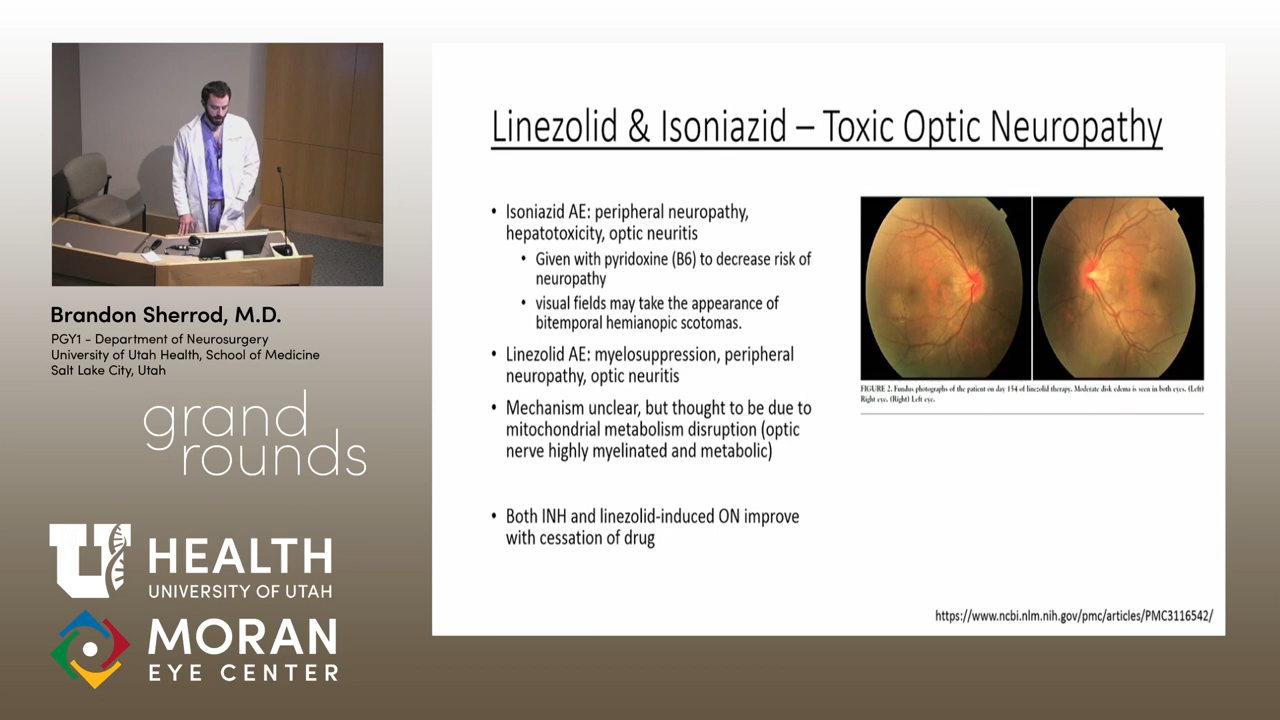 Linezolid & Isoniazid – Toxic Optic Neuropathy
• Isoniazid AE: peripheral neuropathy,
hepatotoxicity, optic neuritis
• Given with pyridoxine (B6) to decrease risk of
neuropathy
• visual fields may take the appearance of
bitemporal hemianopic scotomas.
• Linezolid AE: myelosuppression, peripheral
neuropathy, optic neuritis
• Mechanism unclear, but thought to be due to
mitochondrial metabolism disruption (optic
nerve highly myelinated and metabolic)
• Both INH and linezolid-induced ON improve
with cessation of drug
FIGURE 2. Fundus photographs of the patient on day 154 of linezolid therapy. Moderate disk edema is seen in both eyes. (Left)
Right eye. (Right) Left eye.
https://www.ncbi.nlm.nih.gov/pmc/articles/PMC3116542/
Brandon Sherrod, M.D.
PGY1 - Department of Neurosurgery
University of Utah Health, School of Medicine
Salt Lake City, Utah
grand
rounds
U HEALTH
UNIVERSITY OF UTAH
MORAN
EYE CENTER